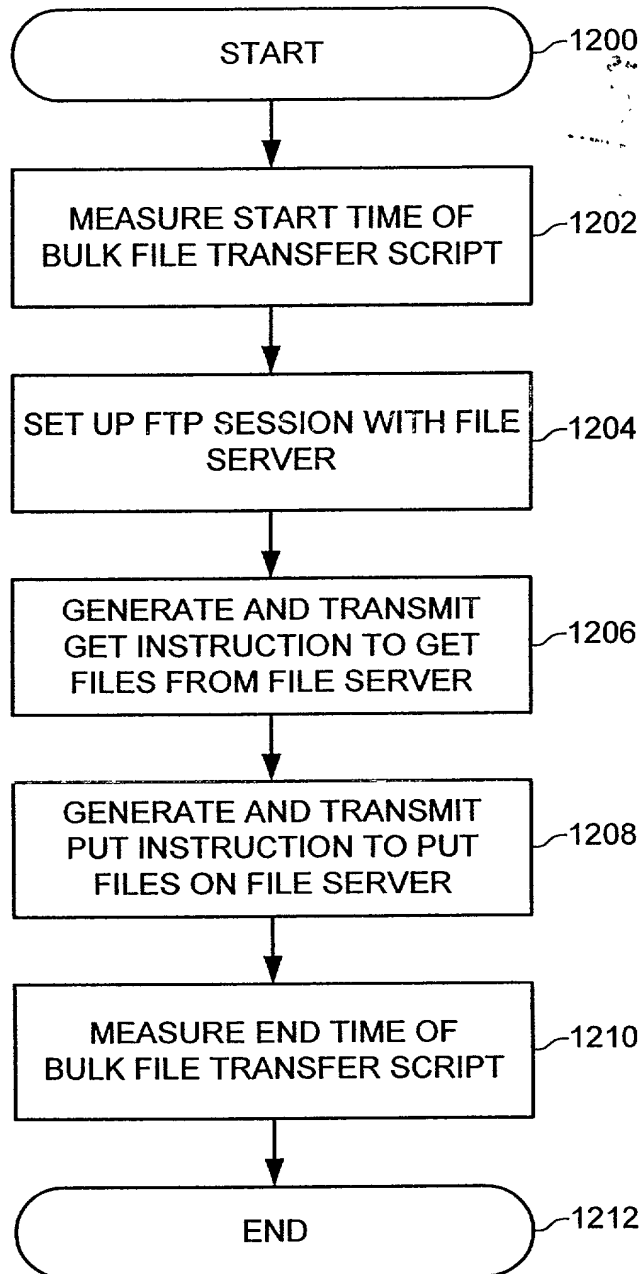 START
1200
MEASURE START TIME OF
BULK FILE TRANSFER SCRIPT
1202
SET UP FTP SESSION WITH FILE
SERVER
1204
GENERATE AND TRANSMIT
GET INSTRUCTION TO GET
FILES FROM FILE SERVER
1206
GENERATE AND TRANSMIT
PUT INSTRUCTION TO PUT
FILES ON FILE SERVER
1208
MEASURE END TIME OF
BULK FILE TRANSFER SCRIPT
1210
END
1212